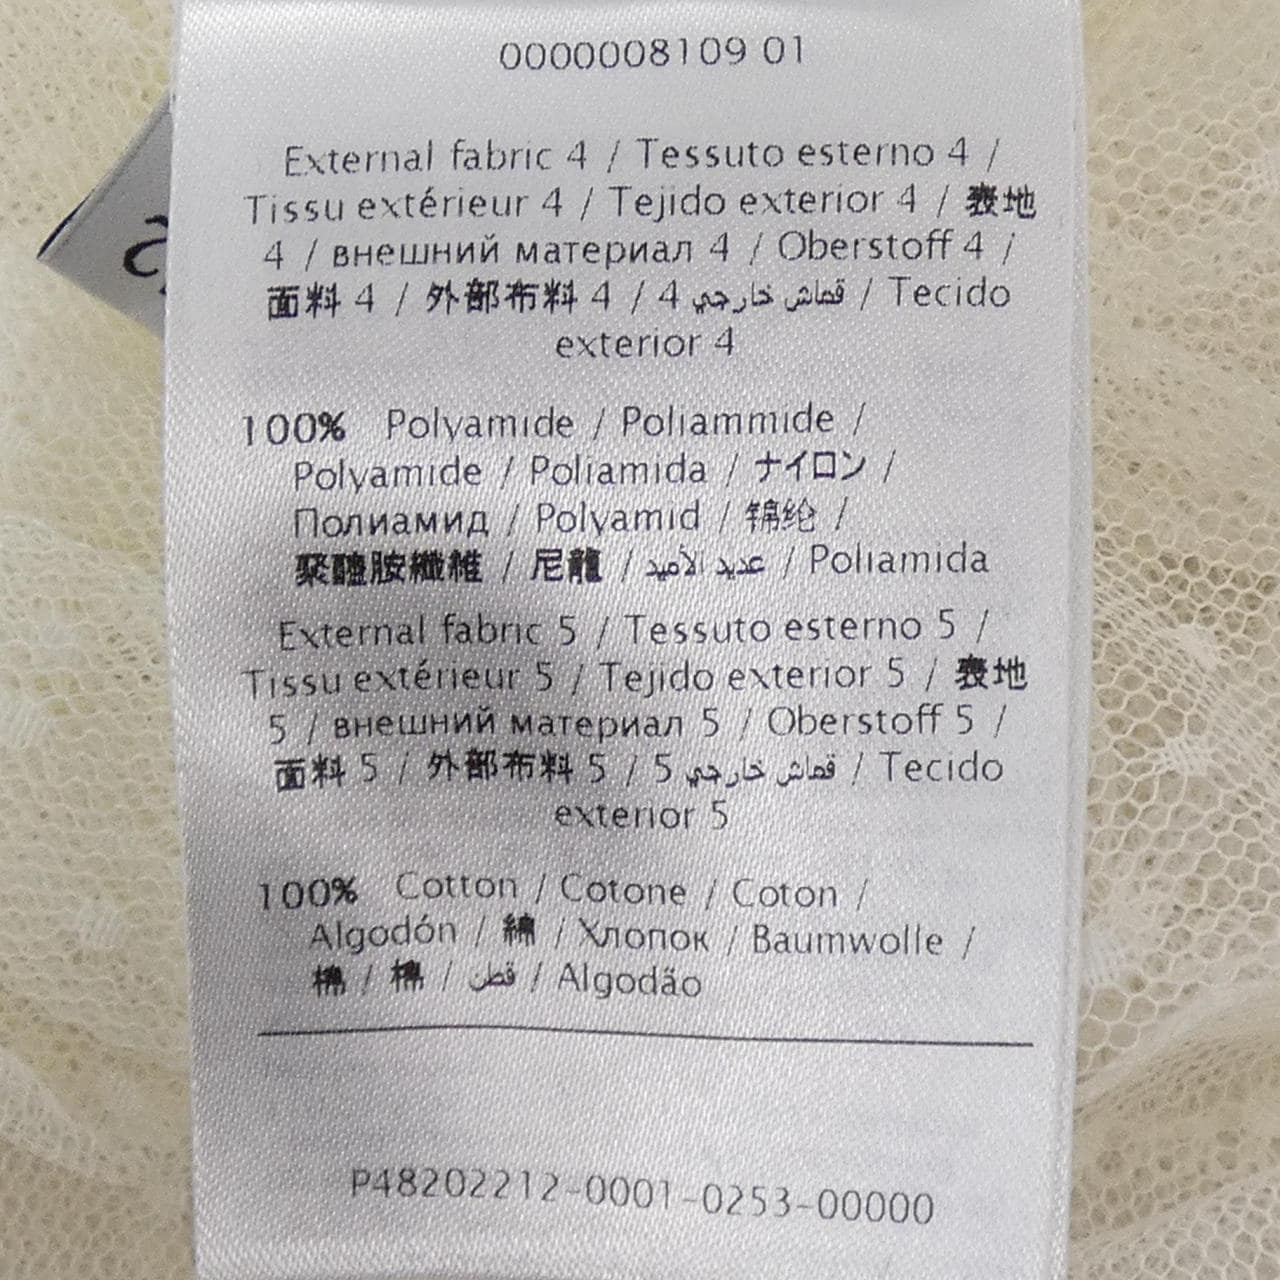 0000008109 01
External fabric 4 / Tessuto esterno 4 /
Tissu extérieur 4 / Tejido exterior 4 / 表地
4 / внешний материал 4 / Oberstoff 4 /
面料 4 / 外部布料 4 / 4 قماش خارجي / Tecido
exterior 4
100% Polyamide / Poliammide /
Polyamide / Poliamida / ナイロン /
Полиамид / Polyamid / 锦纶 /
聚醯胺纖維 / 尼龍 / عديد الأميد / Poliamida
External fabric 5 / Tessuto esterno 5 /
Tissu extérieur 5 / Tejido exterior 5 / 表地
5 / внешний материал 5 / Oberstoff 5 /
面料 5 / 外部布料 5 / 5 قماش خارجي / Tecido
exterior 5
100% Cotton / Cotone / Coton /
Algodón / 綿 / Хлопок / Baumwolle /
棉 / 棉 / قطن / Algodão
P48202212-0001-0253-00000